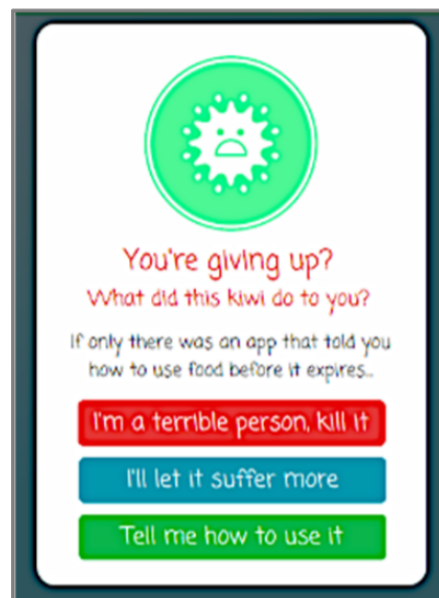 You're giving up?
What did this kiwi do to you?
If only there was an app that told you
how to use food before it expires...
I'm a terrible person, kill it
I'll let it suffer more
Tell me how to use it